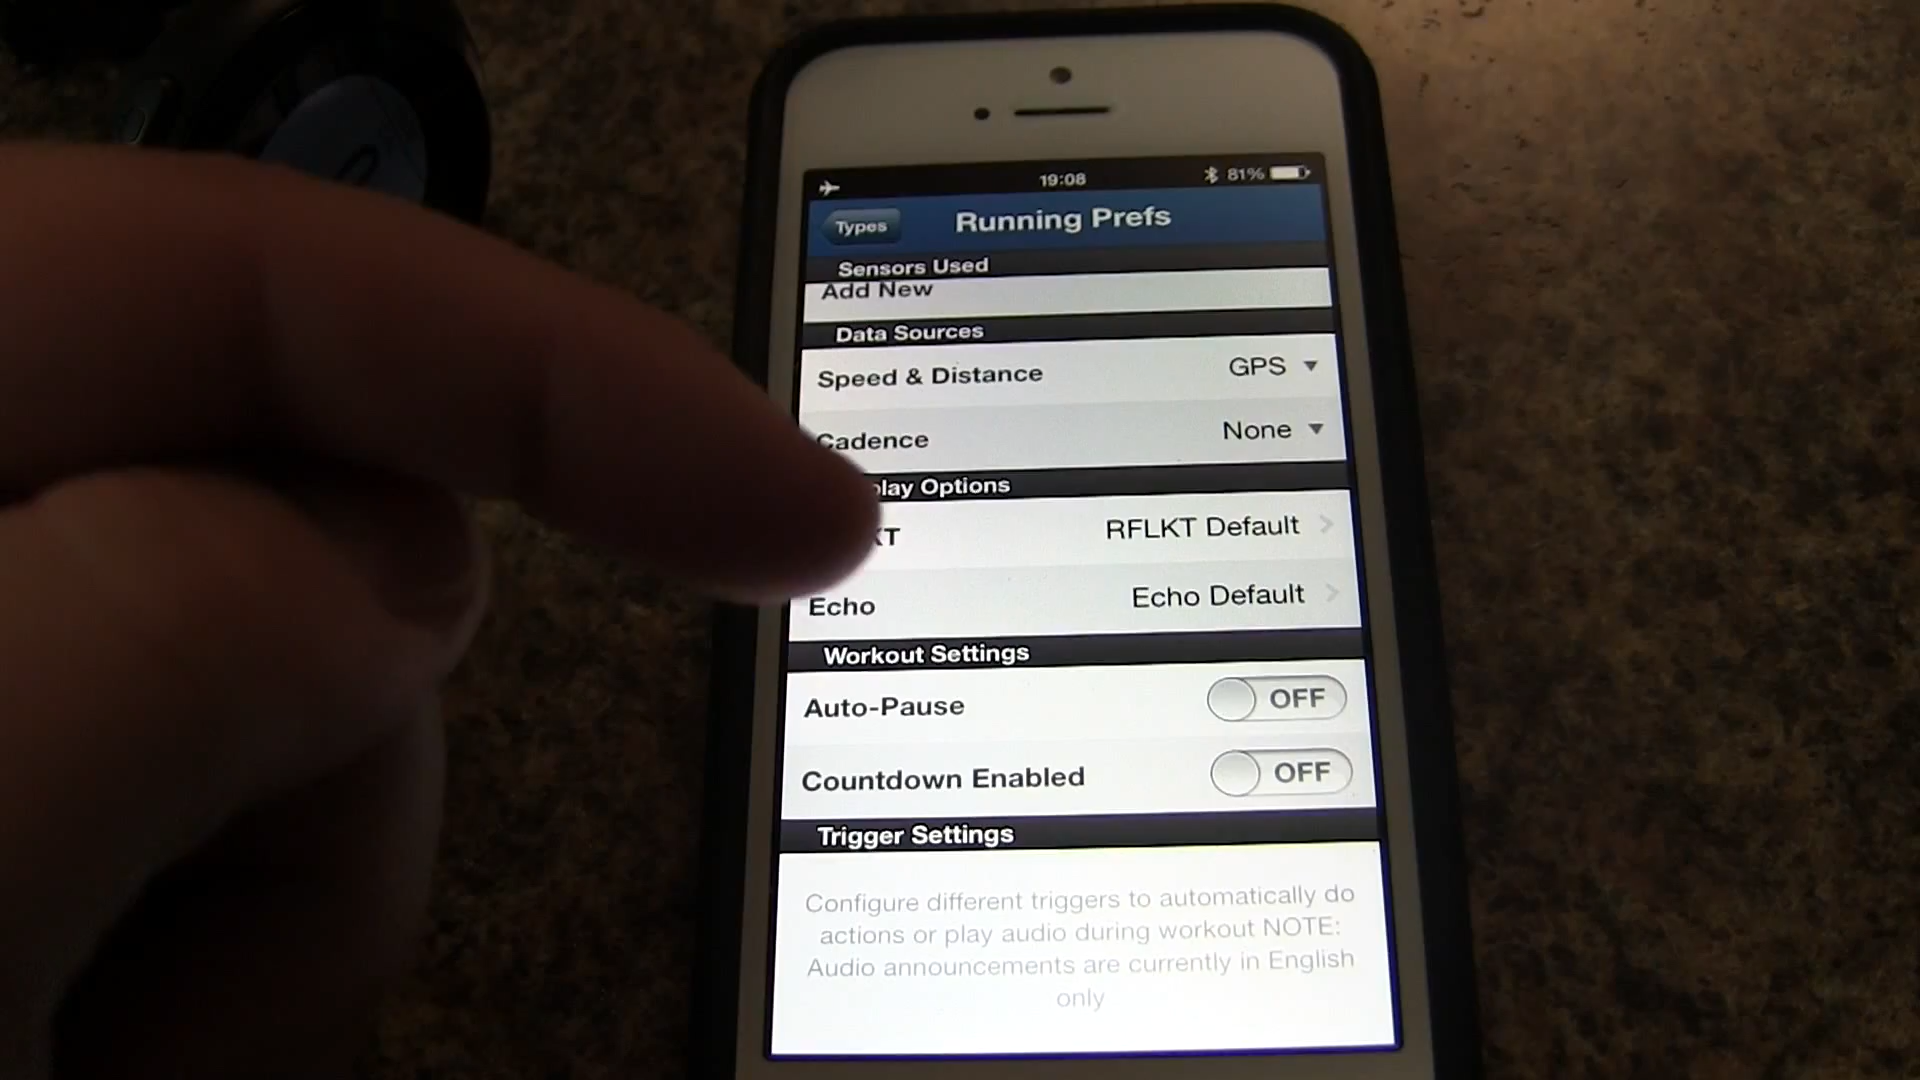 19:08
81%
Types
Running Prefs
Sensors Used
Add New
Data Sources
Speed & Distance GPS
Cadence None
play Options
KT RFLKT Default
Echo Echo Default
Workout Settings
Auto-Pause OFF
Countdown Enabled OFF
Trigger Settings
Configure different triggers to automatically do
actions or play audio during workout NOTE:
Audio announcements are currently in English
only